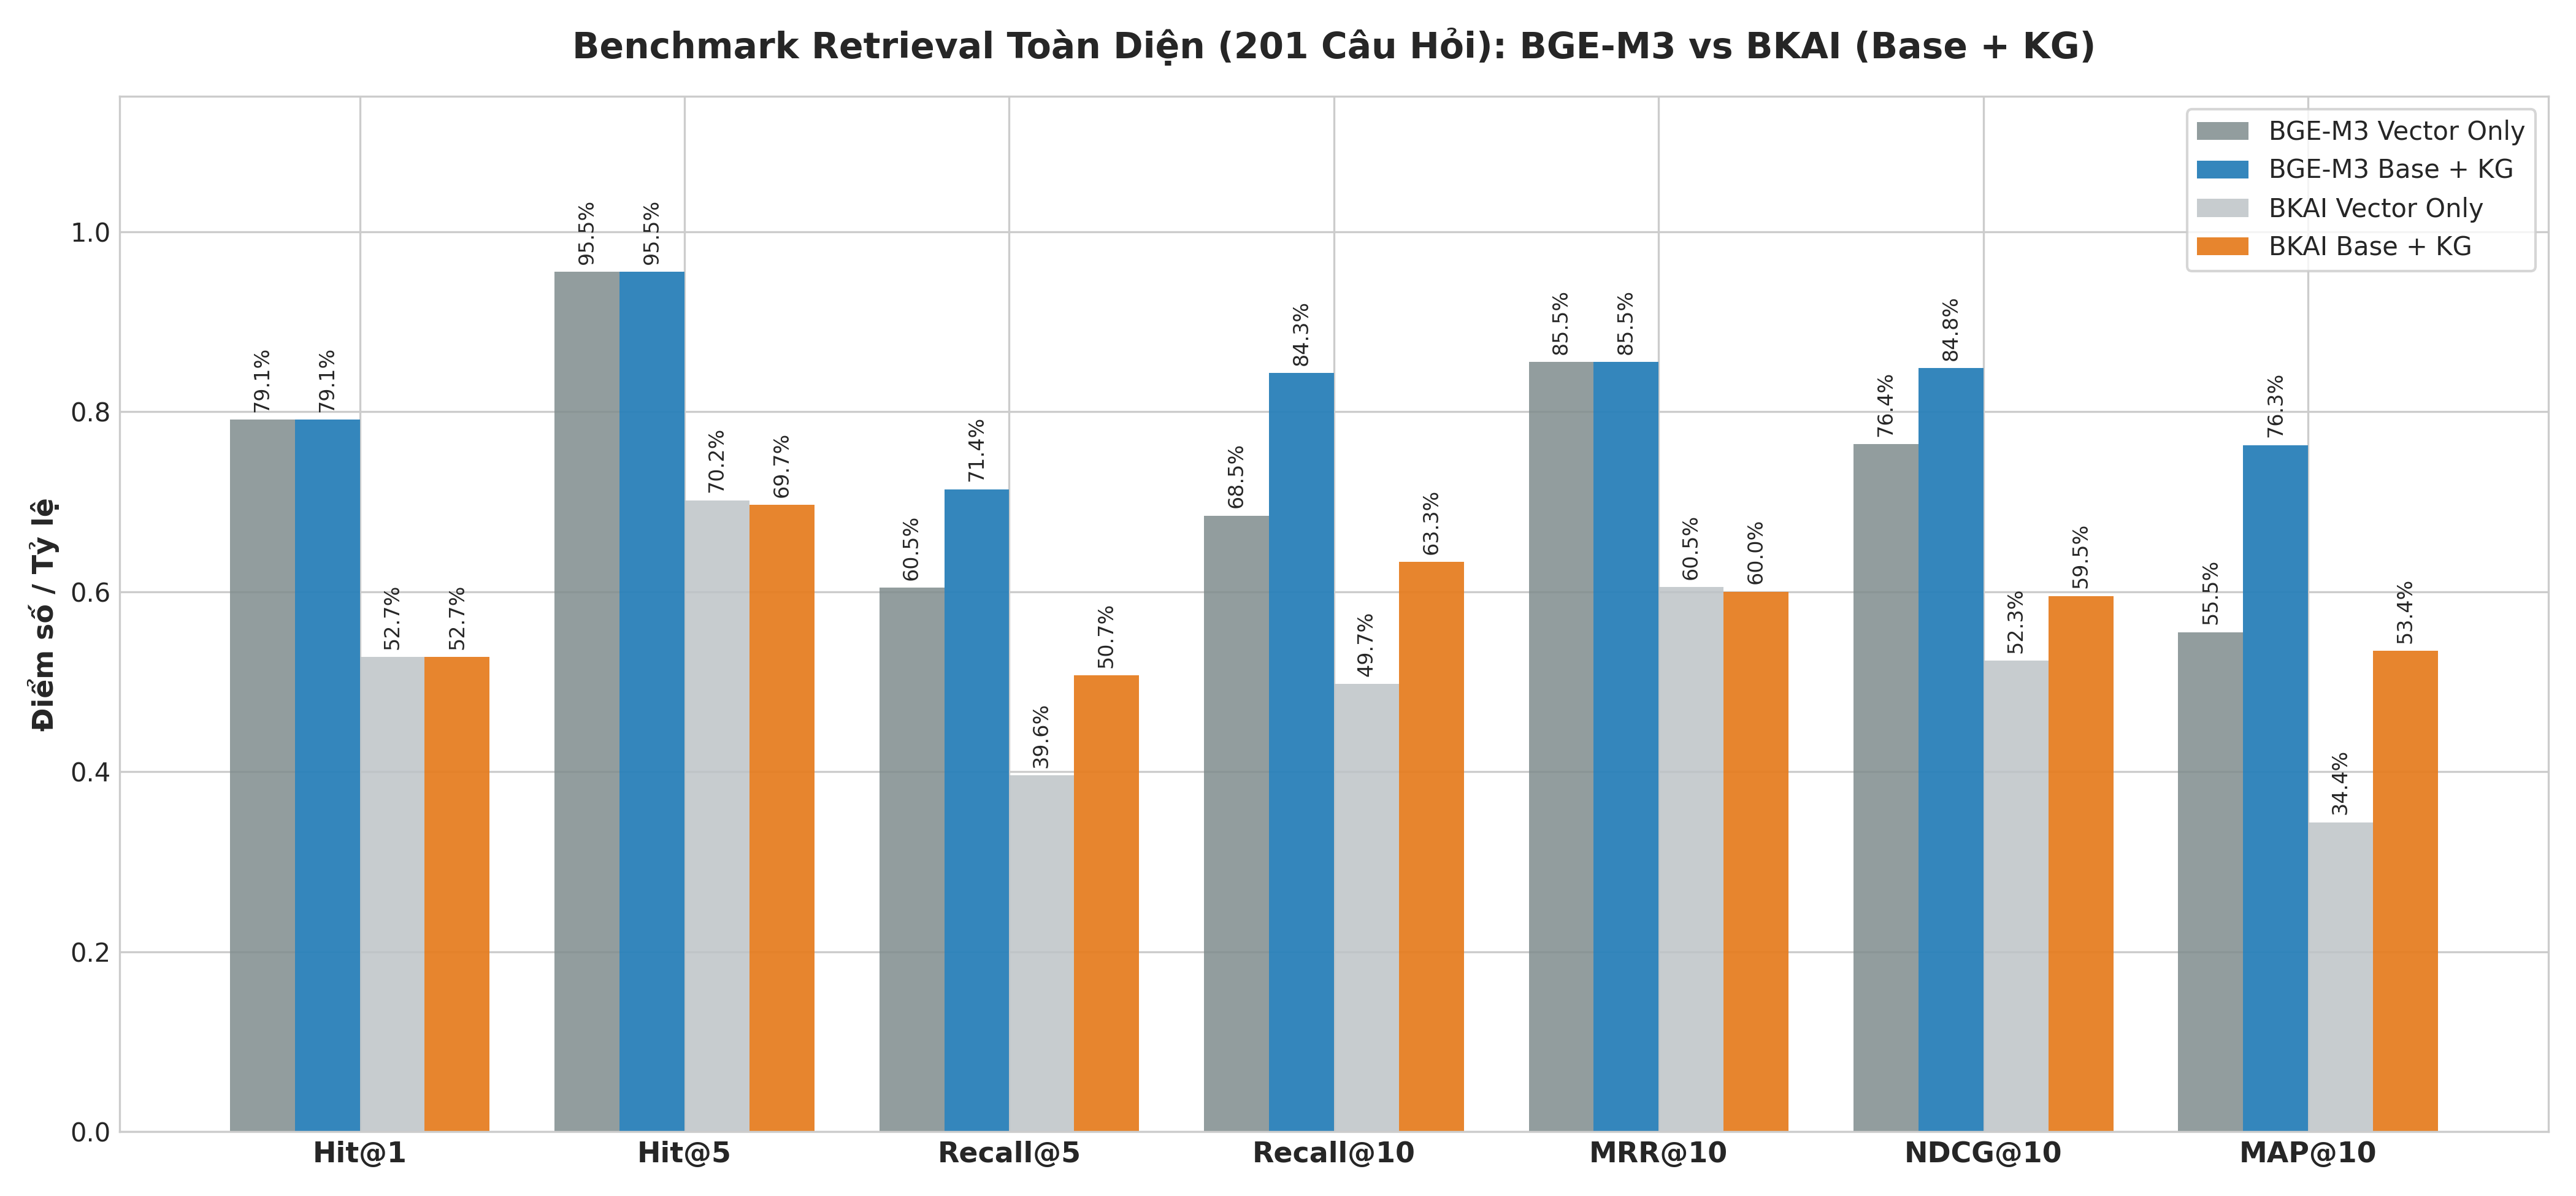 Benchmark Retrieval Toàn Diện (201 Câu Hỏi): BGE-M3 vs BKAI (Base + KG)
BGE-M3 Vector Only
BGE-M3 Base + KG
BKAI Vector Only
BKAI Base + KG
Điểm số / Tỷ lệ
1.0
0.8
0.6
0.4
0.2
0.0
79.1%
79.1%
52.7%
52.7%
95.5%
95.5%
70.2%
69.7%
60.5%
71.4%
39.6%
50.7%
68.5%
84.3%
49.7%
63.3%
85.5%
85.5%
60.5%
60.0%
76.4%
84.8%
52.3%
59.5%
55.5%
76.3%
34.4%
53.4%
Hit@1
Hit@5
Recall@5
Recall@10
MRR@10
NDCG@10
MAP@10